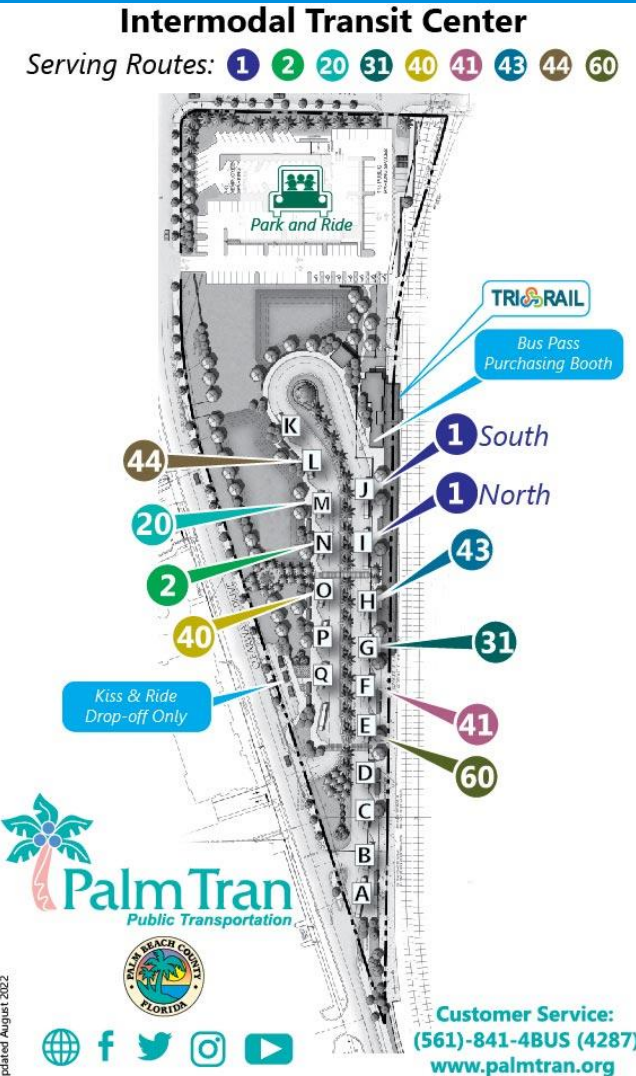 Intermodal Transit Center
Serving Routes: 1 2 20 31 40 41 43 44 60
Park and Ride
TRI RAIL
Bus Pass
Purchasing Booth
K
44
L
1 South
J
M
20
1 North
N
I
2
43
O
H
40
P
G
31
Q
F
Kiss & Ride
Drop-off Only
41
E
60
D
C
B
A
Palm Tran
Public Transportation
PALM BEACH COUNTY
FLORIDA
pdated August 2022
Customer Service:
(561)-841-4BUS (4287)
www.palmtran.org